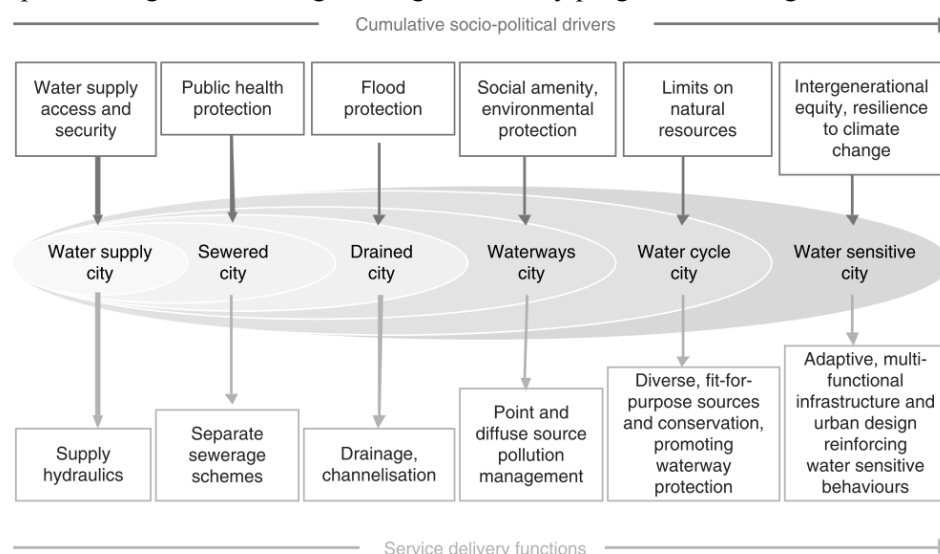 Cumulative socio-political drivers
Water supply
access and
security
Public health
protection
Flood
protection
Social amenity,
environmental
protection
Limits on
natural
resources
Intergenerational
equity, resilience
to climate
change
Water supply
city
Sewered
city
Drained
city
Waterways
city
Water cycle
city
Water sensitive
city
Supply
hydraulics
Separate
sewerage
schemes
Drainage,
channelisation
Point and
diffuse source
pollution
management
Diverse, fit-for-
purpose sources
and conservation,
promoting
waterway
protection
Adaptive, multi-
functional
infrastructure and
urban design
reinforcing
water sensitive
behaviours
Service delivery functions